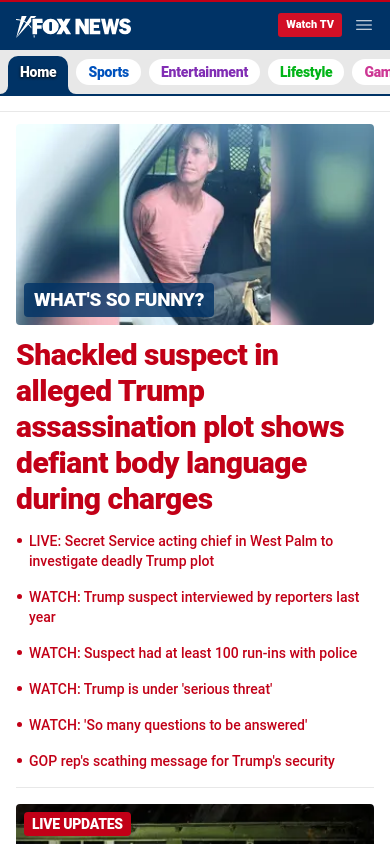 FOX NEWS
Watch TV
Home
Sports
Entertainment
Lifestyle
WHAT'S SO FUNNY?
Shackled suspect in
alleged Trump
assassination plot shows
defiant body language
during charges
• LIVE: Secret Service acting chief in West Palm to
investigate deadly Trump plot
• WATCH: Trump suspect interviewed by reporters last
year
• WATCH: Suspect had at least 100 run-ins with police
• WATCH: Trump is under 'serious threat'
• WATCH: 'So many questions to be answered'
• GOP rep's scathing message for Trump's security
LIVE UPDATES